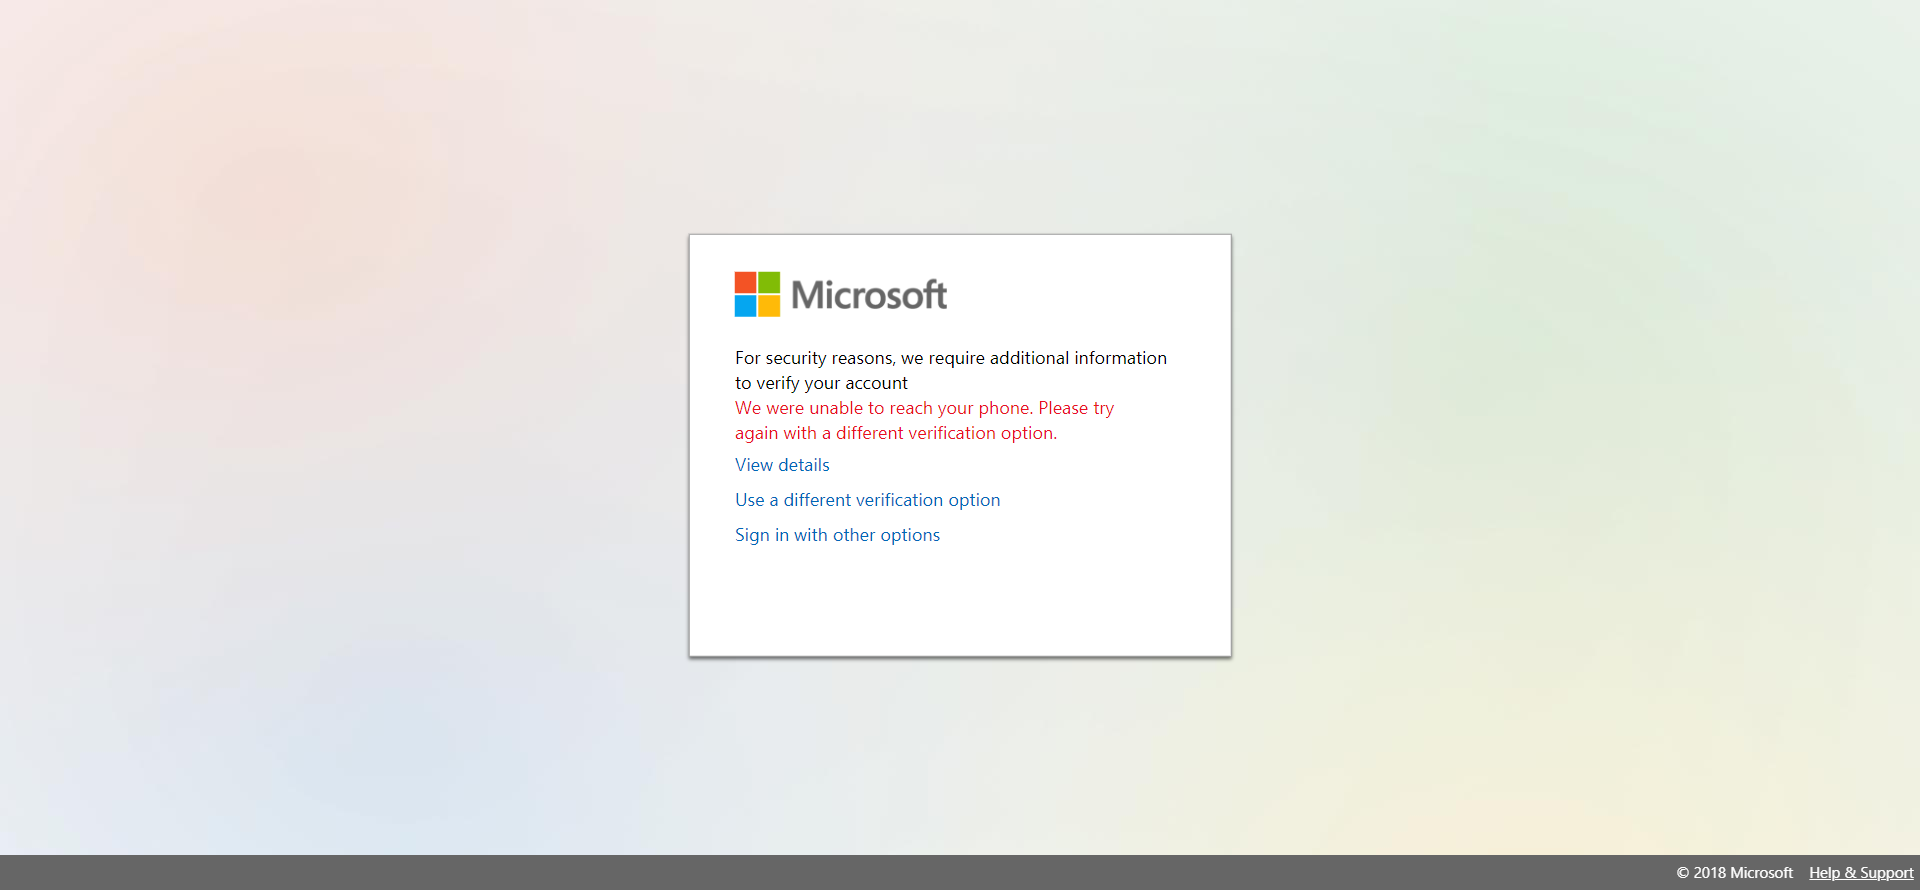 Microsoft
For security reasons, we require additional information
to verify your account
We were unable to reach your phone. Please try
again with a different verification option.
View details
Use a different verification option
Sign in with other options
© 2018 Microsoft Help & Support